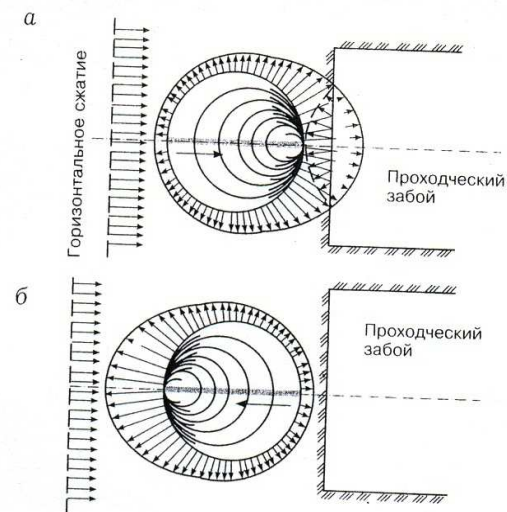 а
Горизонтальное сжатие
Проходческий
забой
б
Проходческий
забой